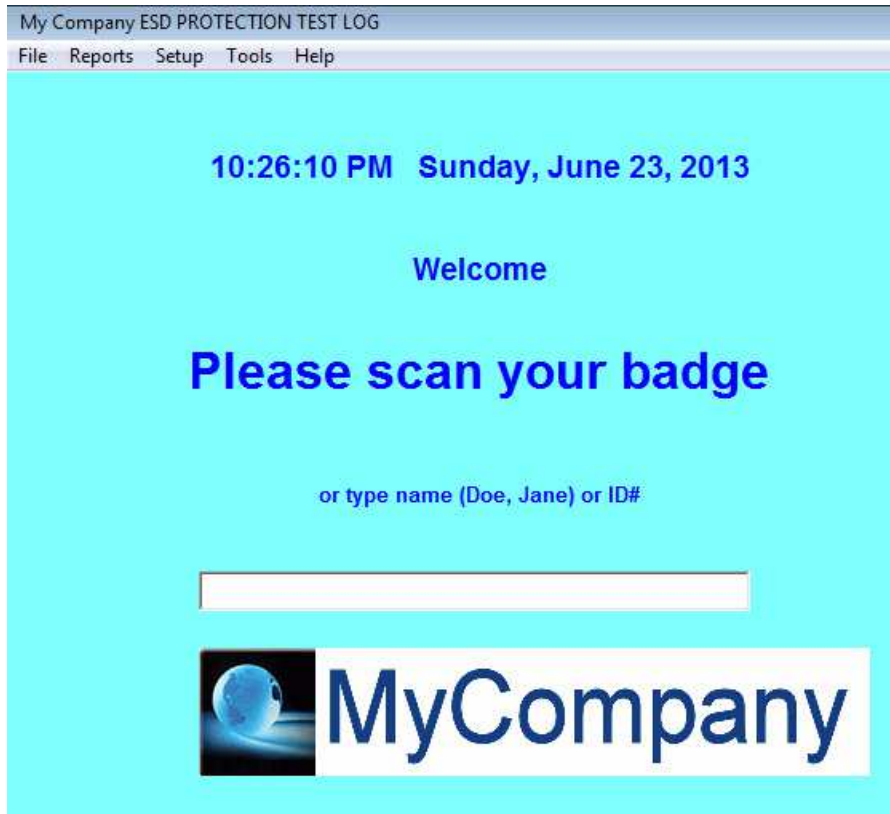 My Company ESD PROTECTION TEST LOG
File Reports Setup Tools Help
10:26:10 PM Sunday, June 23, 2013
Welcome
Please scan your badge
or type name (Doe, Jane) or ID#
MyCompany